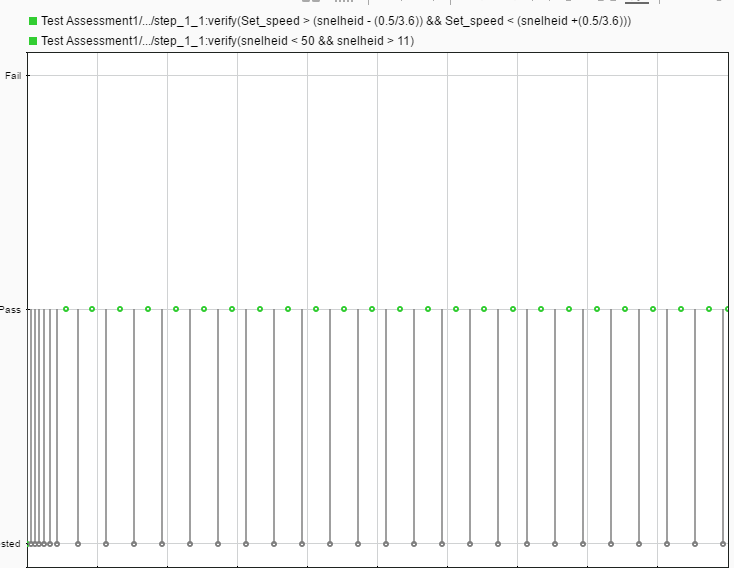 Test Assessment1/.../step_1_1:verify(Set_speed > (snelheid - (0.5/3.6)) && Set_speed < (snelheid +(0.5/3.6)))
Test Assessment1/.../step_1_1:verify(snelheid < 50 && snelheid > 11)
Fail
Pass
sted